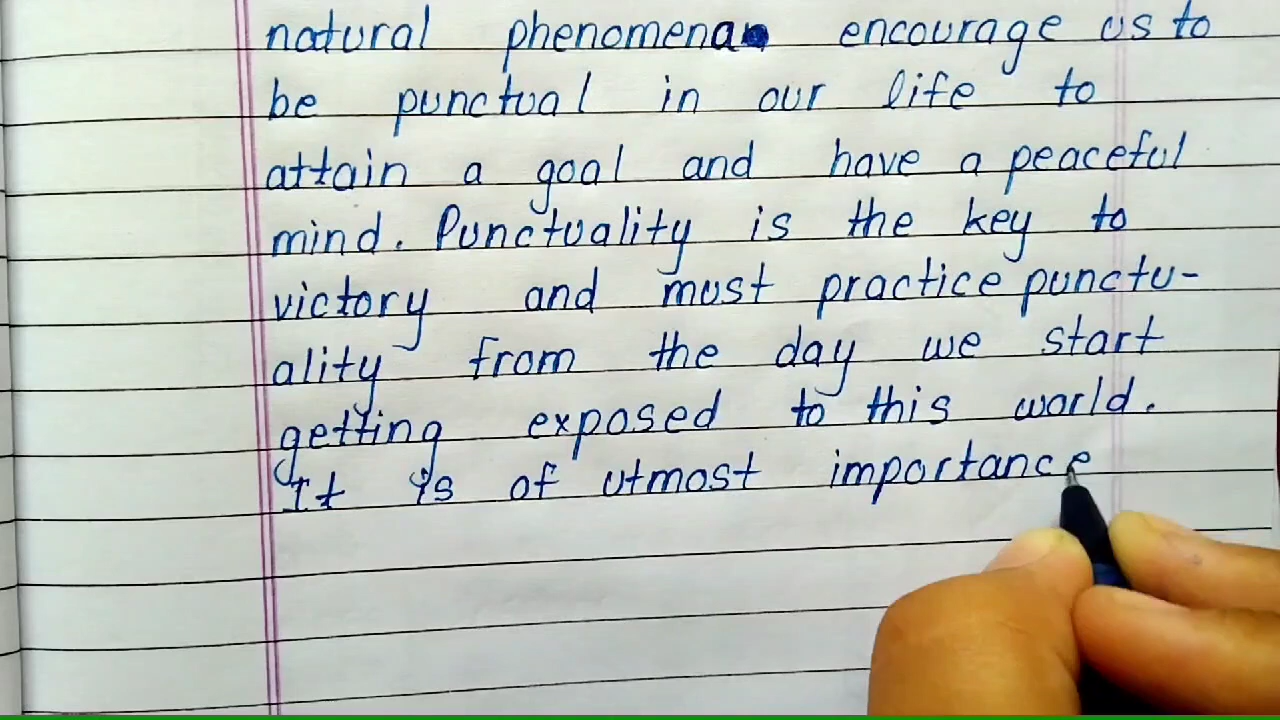 natural phenomena encourage us to
be punctual in our life to
attain a goal and have a peaceful
mind. Punctuality is the key to
victory and must practice punctu-
ality from the day we start
getting exposed to this world.
It is of utmost importance